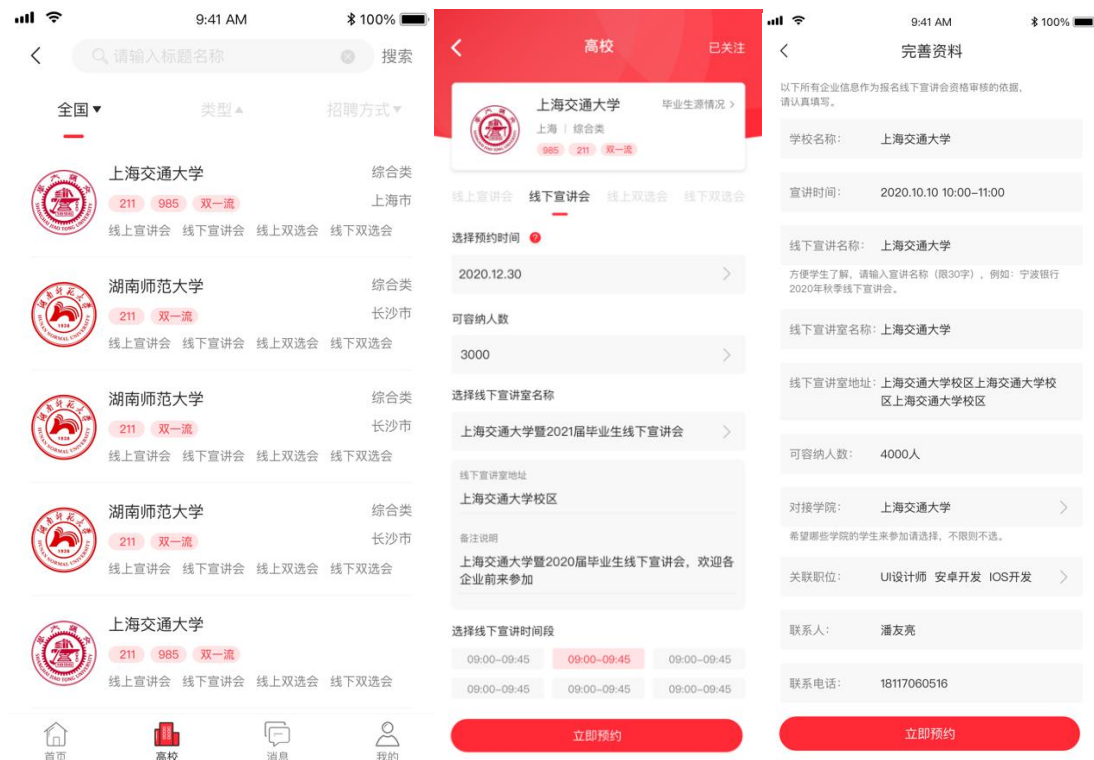 9:41 AM
100%
请输入标题名称
搜索
全国
类型
招聘方式
上海交通大学
综合类
211 985 双一流
上海市
线上宣讲会 线下宣讲会 线上双选会 线下双选会
湖南师范大学
综合类
211 双一流
长沙市
线上宣讲会 线下宣讲会 线上双选会 线下双选会
湖南师范大学
综合类
211 双一流
长沙市
线上宣讲会 线下宣讲会 线上双选会 线下双选会
湖南师范大学
综合类
211 双一流
长沙市
线上宣讲会 线下宣讲会 线上双选会 线下双选会
上海交通大学
211 985 双一流
线上宣讲会 线下宣讲会 线上双选会 线下双选会
首页
高校
消息
我的
高校
已关注
上海交通大学
毕业生源情况
上海 | 综合类
985 211 双一流
线上宣讲会 线下宣讲会 线上双选会 线下双选会
选择预约时间
2020.12.30
可容纳人数
3000
选择线下宣讲室名称
上海交通大学暨2021届毕业生线下宣讲会
线下宣讲室地址
上海交通大学校区
备注说明
上海交通大学暨2020届毕业生线下宣讲会，欢迎各
企业前来参加
选择线下宣讲时间段
09:00-09:45 09:00-09:45 09:00-09:45
09:00-09:45 09:00-09:45 09:00-09:45
立即预约
9:41 AM
100%
完善资料
以下所有企业信息作为报名线下宣讲会资格审核的依据，
请认真填写。
学校名称： 上海交通大学
宣讲时间： 2020.10.10 10:00-11:00
线下宣讲名称： 上海交通大学
方便学生了解，请输入宣讲名称（限30字），例如：宁波银行
2020年秋季线下宣讲会。
线下宣讲室名称：上海交通大学
线下宣讲室地址：上海交通大学校区上海交通大学校
区上海交通大学校区
可容纳人数： 4000人
对接学院： 上海交通大学
希望哪些学院的学生来参加请选择，不限则不选。
关联职位： UI设计师 安卓开发 IOS开发
联系人： 潘友亮
联系电话： 18117060516
立即预约